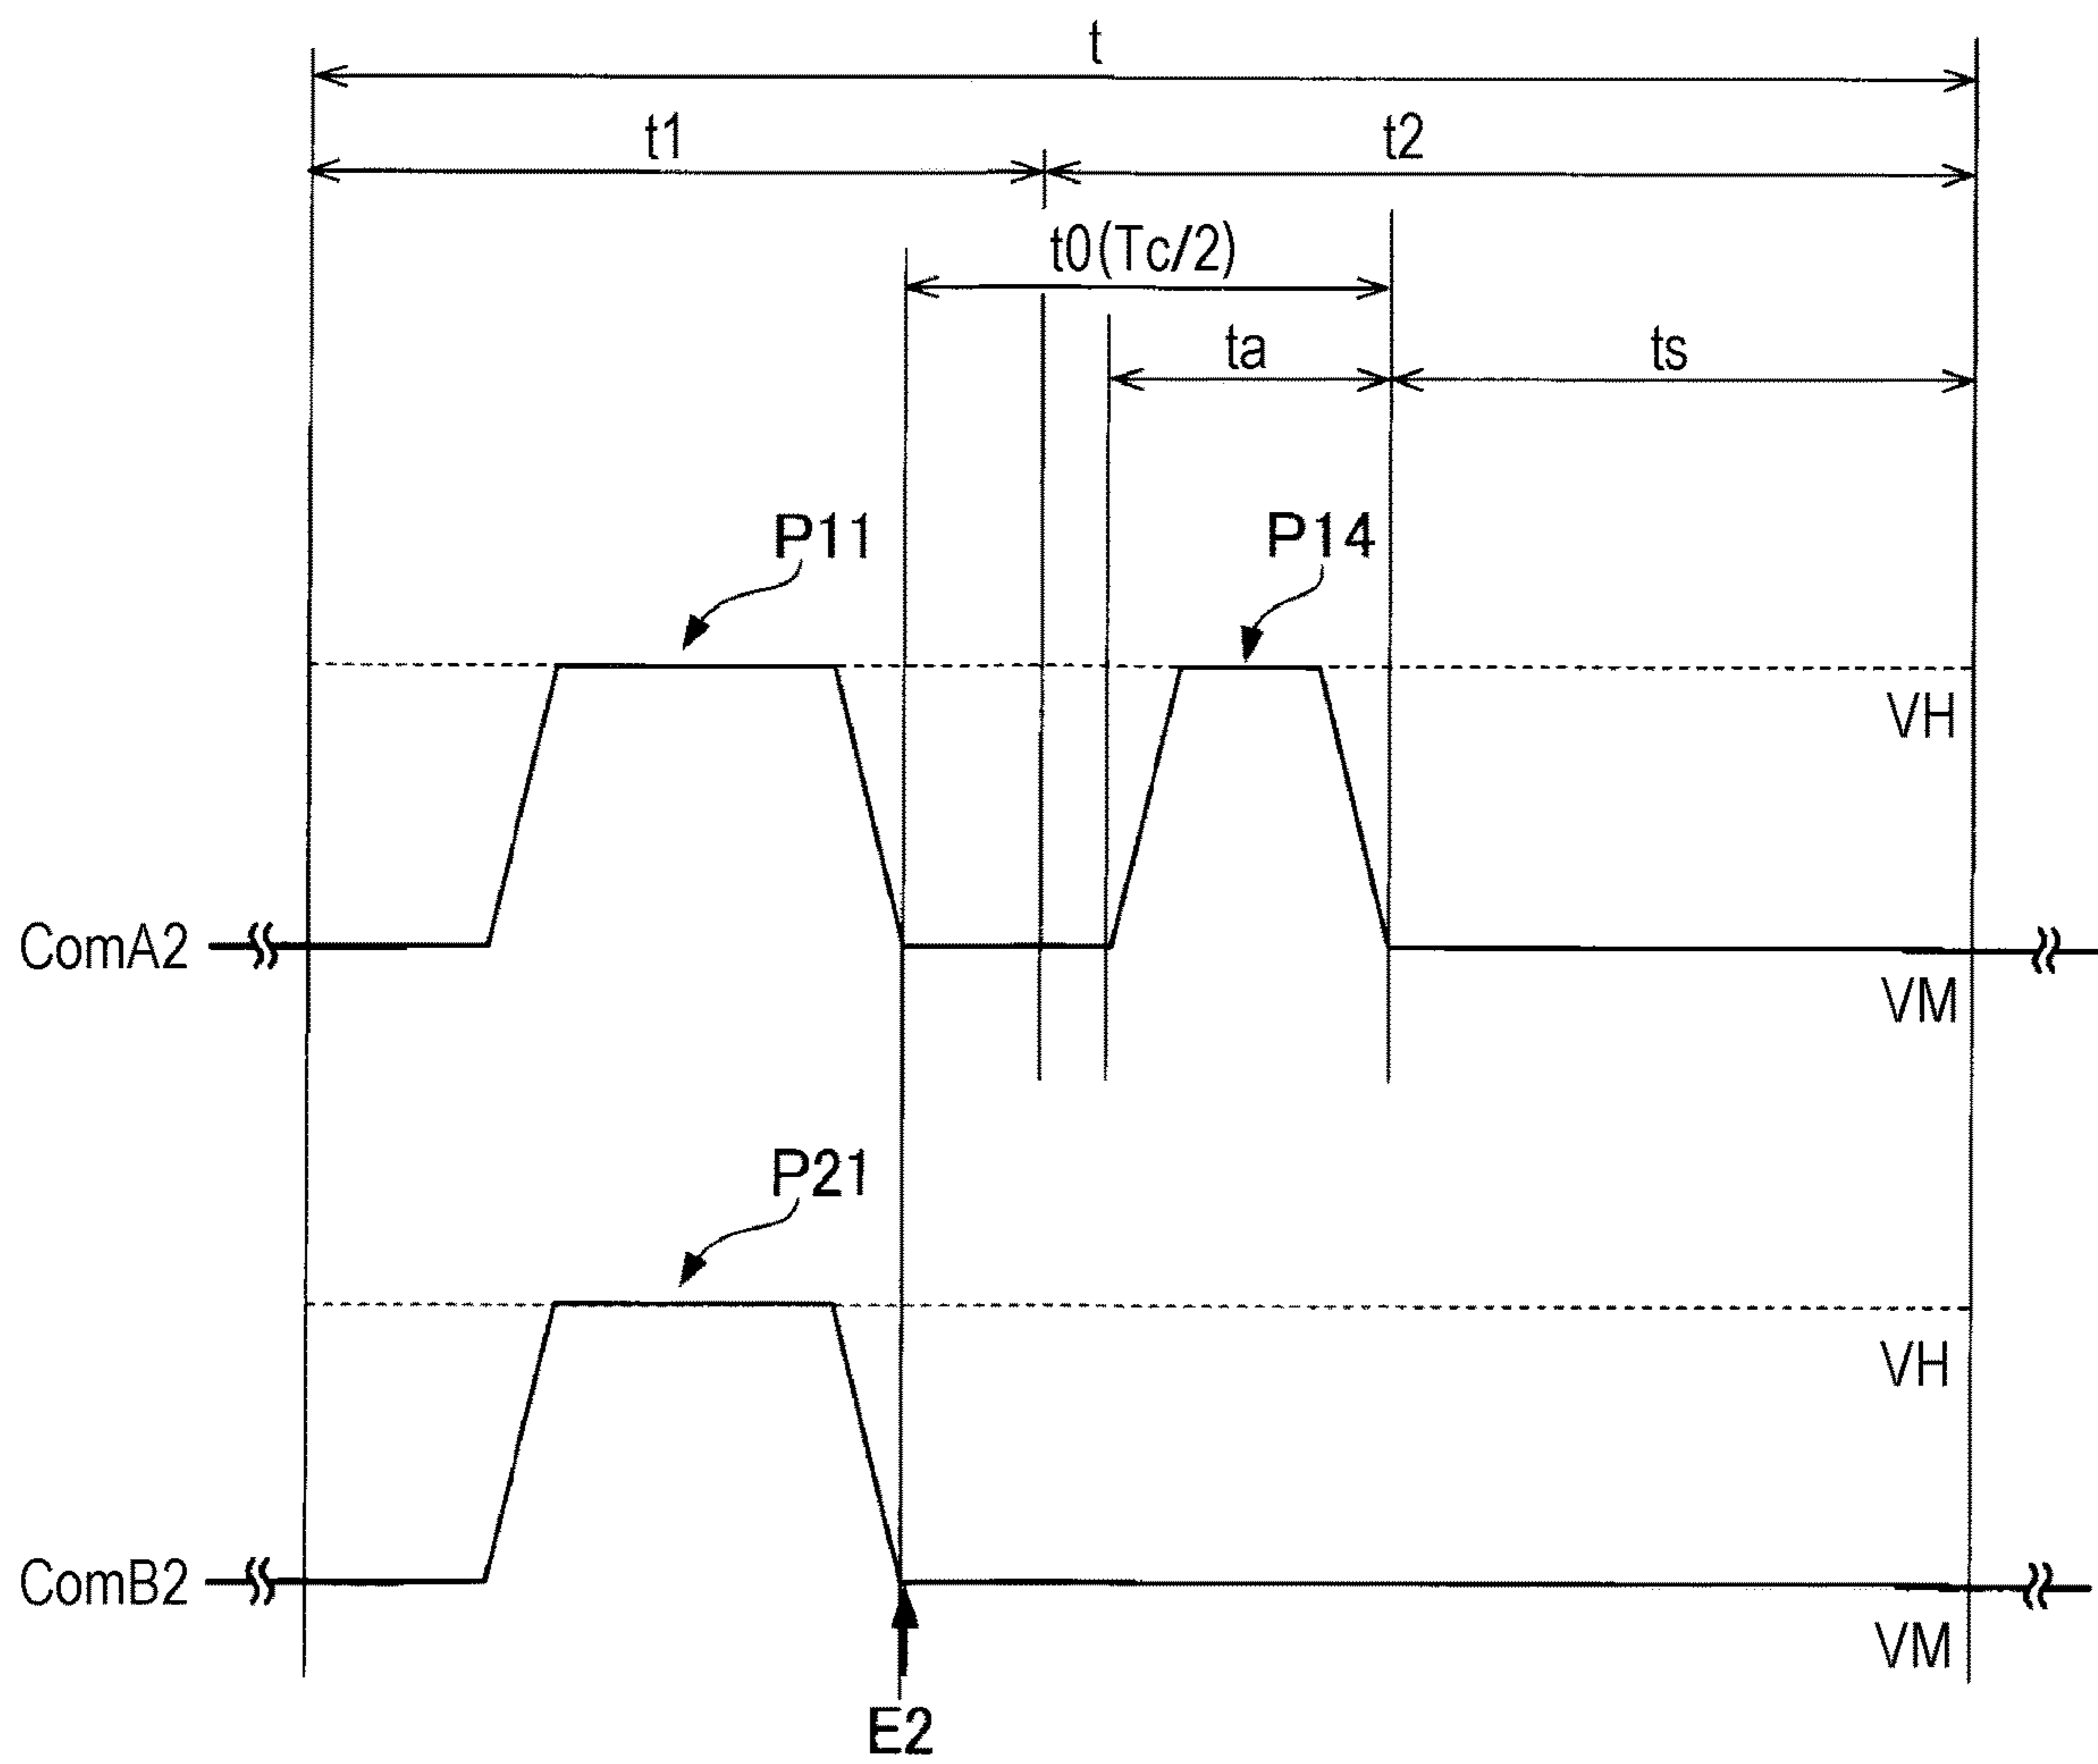 t
t1 t2
t0(Tc/2)
ta ts
P11 P14
VH
ComA2
VM
P21
VH
ComB2
VM
E2